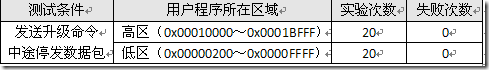 测试条件 用户程序所在区域 实验次数 失败次数
发送升级命令 高区（0x00010000～0x0001BFFF） 20 0
中途停发数据包 低区（0x00000200～0x0000FFFF） 20 0